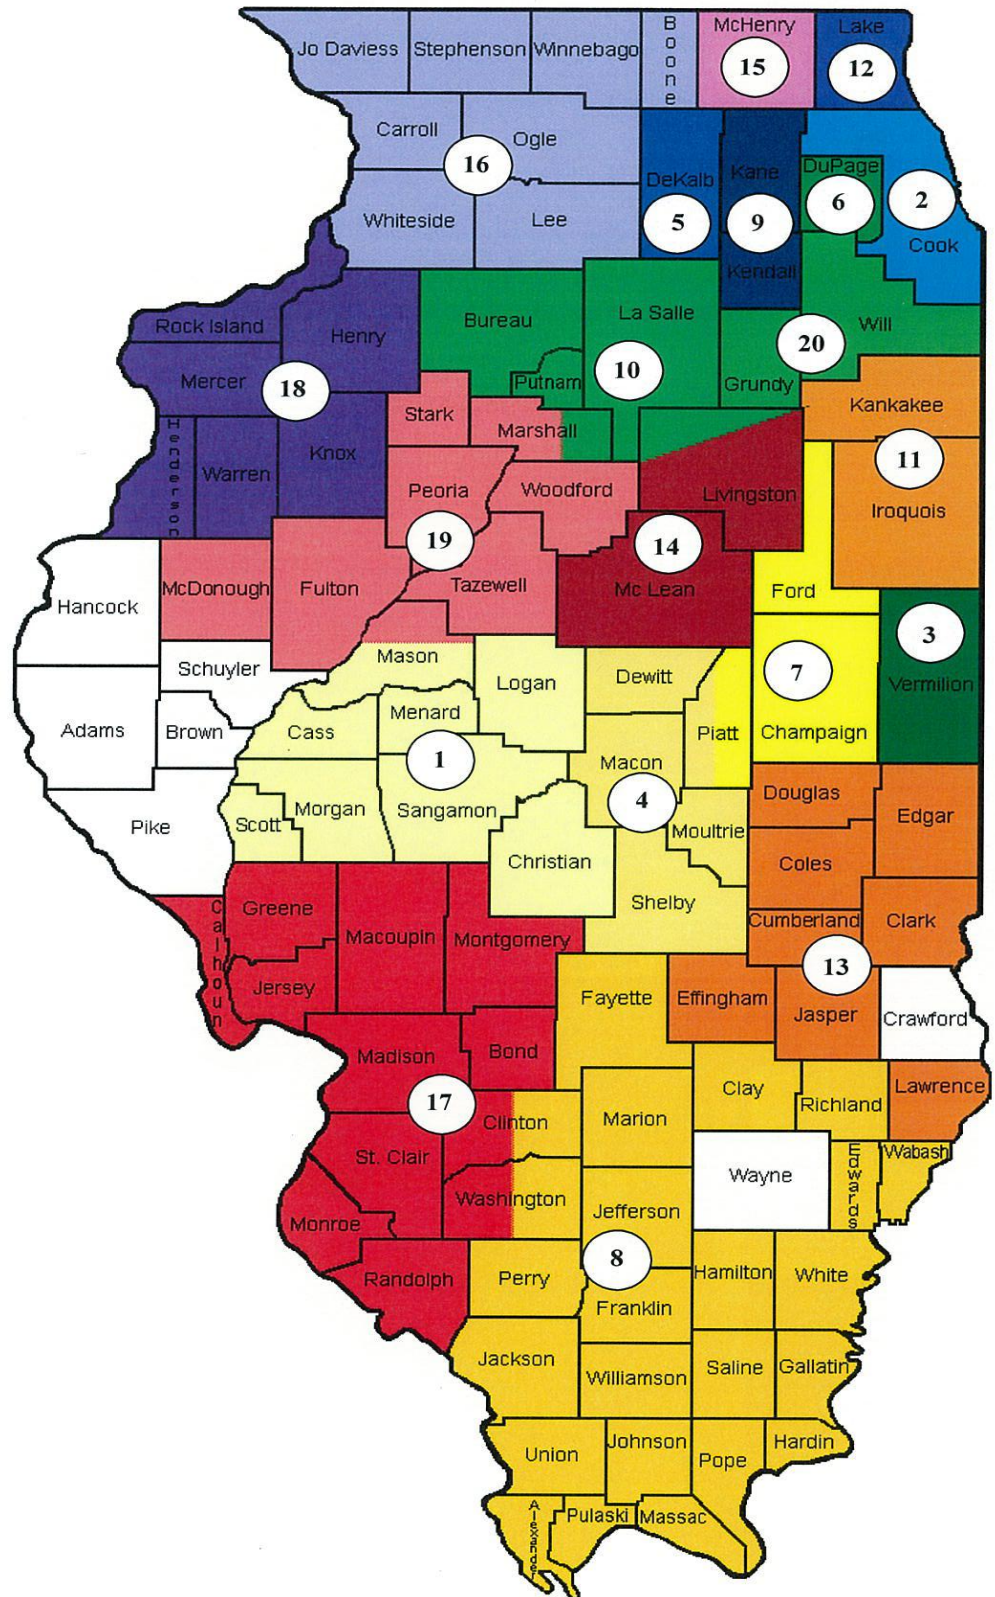 Jo Daviess
Stephenson
Winnebago
Boone
McHenry
Lake
15
12
Carroll
Ogle
16
DeKalb
Kane
DuPage
5
9
6
2
Whiteside
Lee
Cook
Kendall
Rock Island
Henry
Bureau
La Salle
Will
20
Mercer
18
Putnam
10
Grundy
Stark
Marshall
Kankakee
Henderson
Warren
Knox
Peoria
Woodford
Livingston
11
Iroquois
19
14
Hancock
McDonough
Fulton
Tazewell
Mc Lean
Ford
3
Schuyler
Mason
Logan
Dewitt
7
Vermilion
Adams
Brown
Cass
Menard
Piatt
Champaign
1
Macon
4
Pike
Scott
Morgan
Sangamon
Moultrie
Douglas
Edgar
Christian
Coles
Calhoun
Greene
Macoupin
Montgomery
Shelby
Cumberland
Clark
13
Jersey
Fayette
Effingham
Jasper
Crawford
Madison
Bond
Clay
Richland
Lawrence
17
Clinton
Marion
St. Clair
Wayne
Edwards
Wabash
Monroe
Washington
Jefferson
8
Randolph
Perry
Franklin
Hamilton
White
Jackson
Williamson
Saline
Gallatin
Union
Johnson
Pope
Hardin
Alexander
Pulaski
Massac